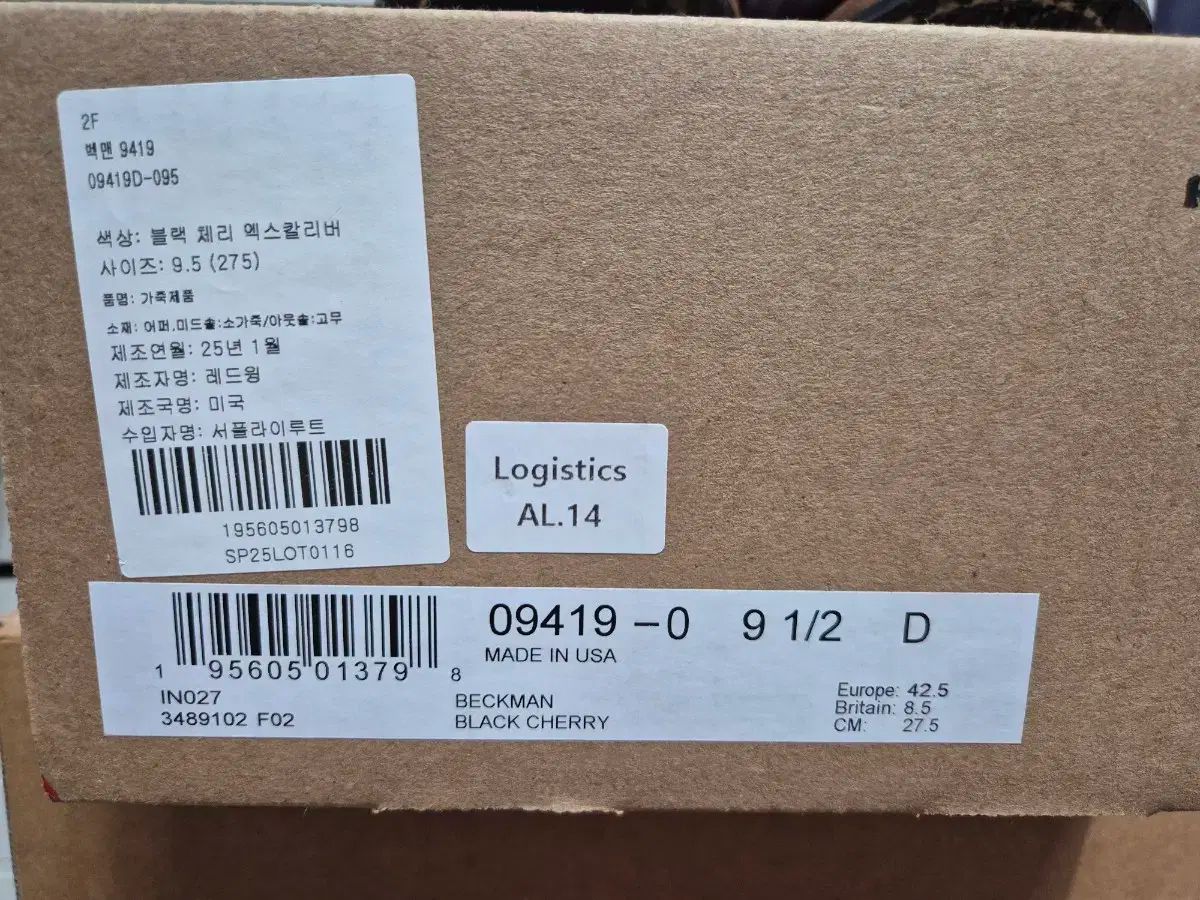 2F
벡맨 9419
09419D-095
색상: 블랙 체리 엑스칼리버
사이즈: 9.5 (275)
품명: 가죽제품
소재: 어퍼,미드솔:소가죽/아웃솔:고무
제조연월: 25년 1월
제조자명: 레드윙
제조국명: 미국
수입자명: 서플라이루트
195605013798
SP25LOT0116
Logistics
AL.14
09419 -0 9 1/2 D
MADE IN USA
1 95605 01379 8
IN027
3489102 F02
BECKMAN
BLACK CHERRY
Europe: 42.5
Britain: 8.5
CM: 27.5